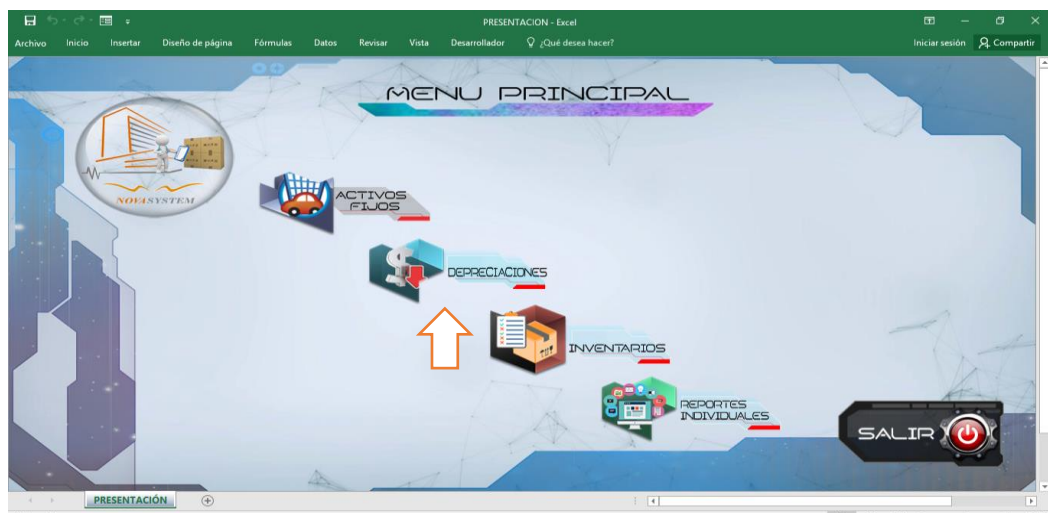 PRESENTACION - Excel
Archivo Inicio Insertar Diseño de página Fórmulas Datos Revisar Vista Desarrollador ¿Qué desea hacer? Iniciar sesión Compartir
MENU PRINCIPAL
NOVASYSTEM
ACTIVOS
FIJOS
DEPRECIACIONES
INVENTARIOS
REPORTES
INDIVIDUALES
SALIR
PRESENTACIÓN